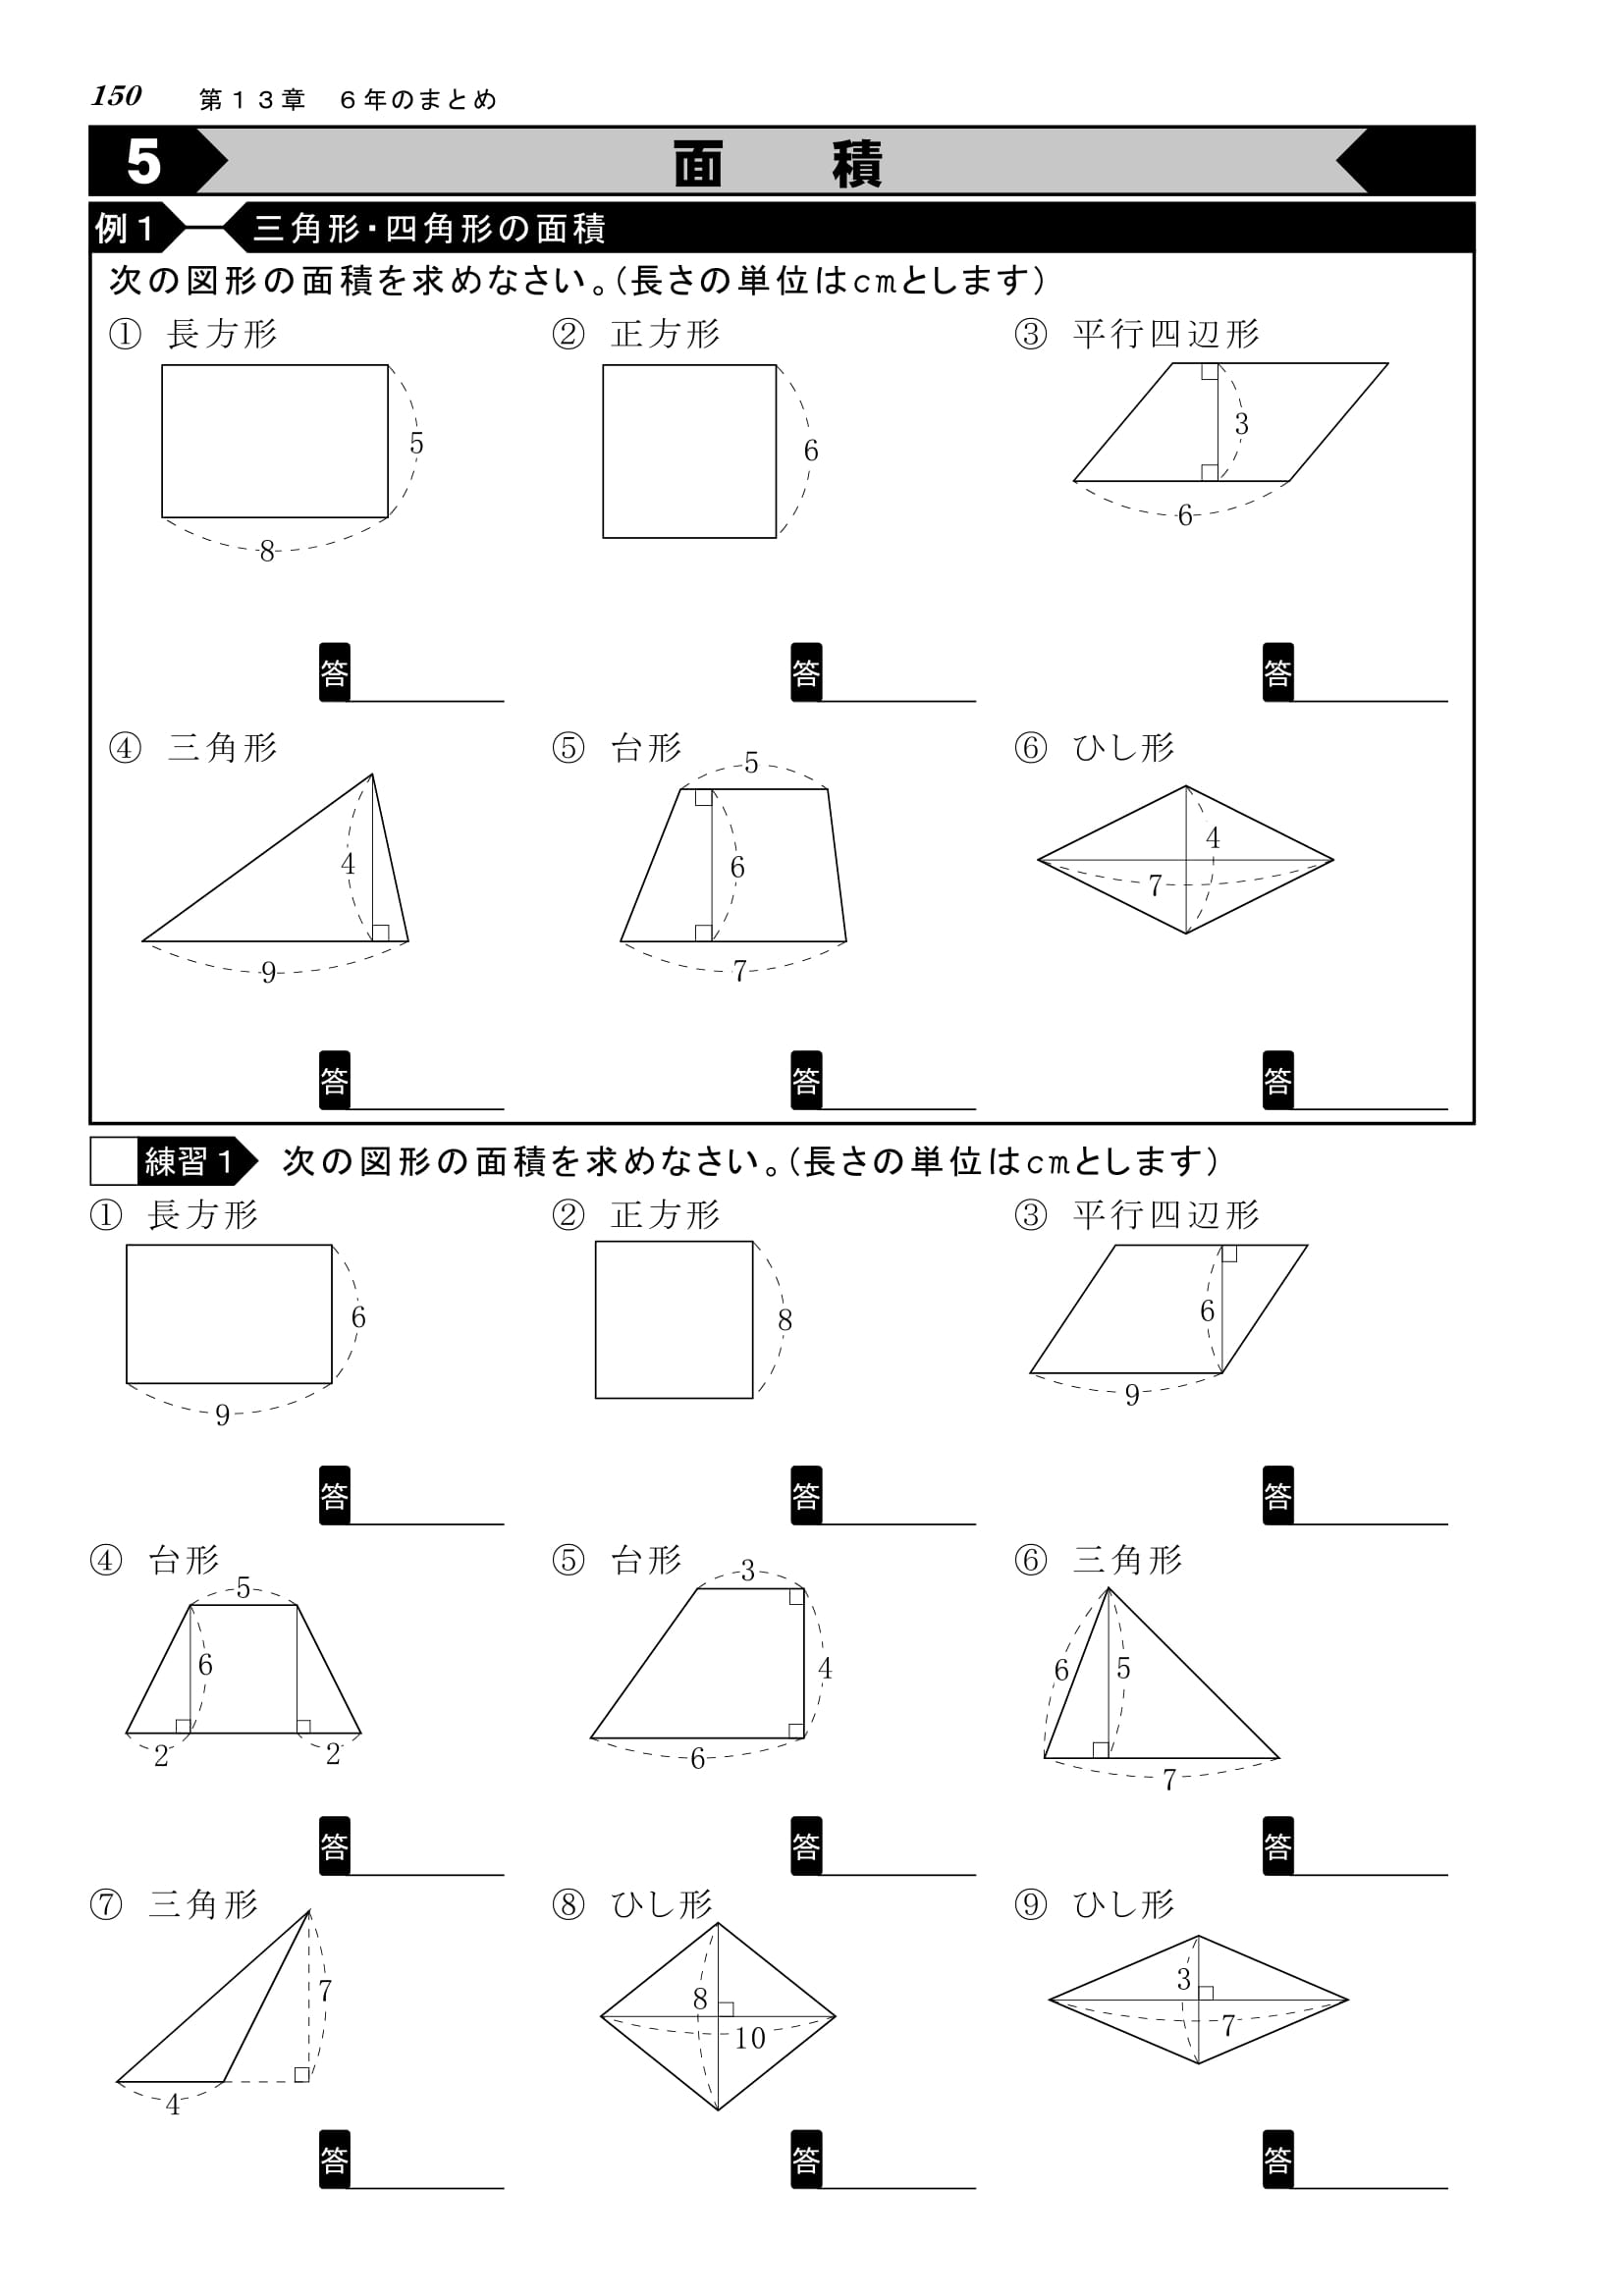 150 第13章 6年のまとめ
5 面 積
例1 三角形・四角形の面積
次の図形の面積を求めなさい。(長さの単位はcmとします)
① 長方形 ② 正方形 ③ 平行四辺形
5
8
6
3
6
答 答 答
④ 三角形 ⑤ 台形 ⑥ ひし形
4
9
5
6
7
4
7
答 答 答
練習1 次の図形の面積を求めなさい。(長さの単位はcmとします)
① 長方形 ② 正方形 ③ 平行四辺形
6
9
8
6
9
答 答 答
④ 台形 ⑤ 台形 ⑥ 三角形
5
6
2 2
3
4
6
6 5
7
答 答 答
⑦ 三角形 ⑧ ひし形 ⑨ ひし形
7
4
8
10
3
7
答 答 答